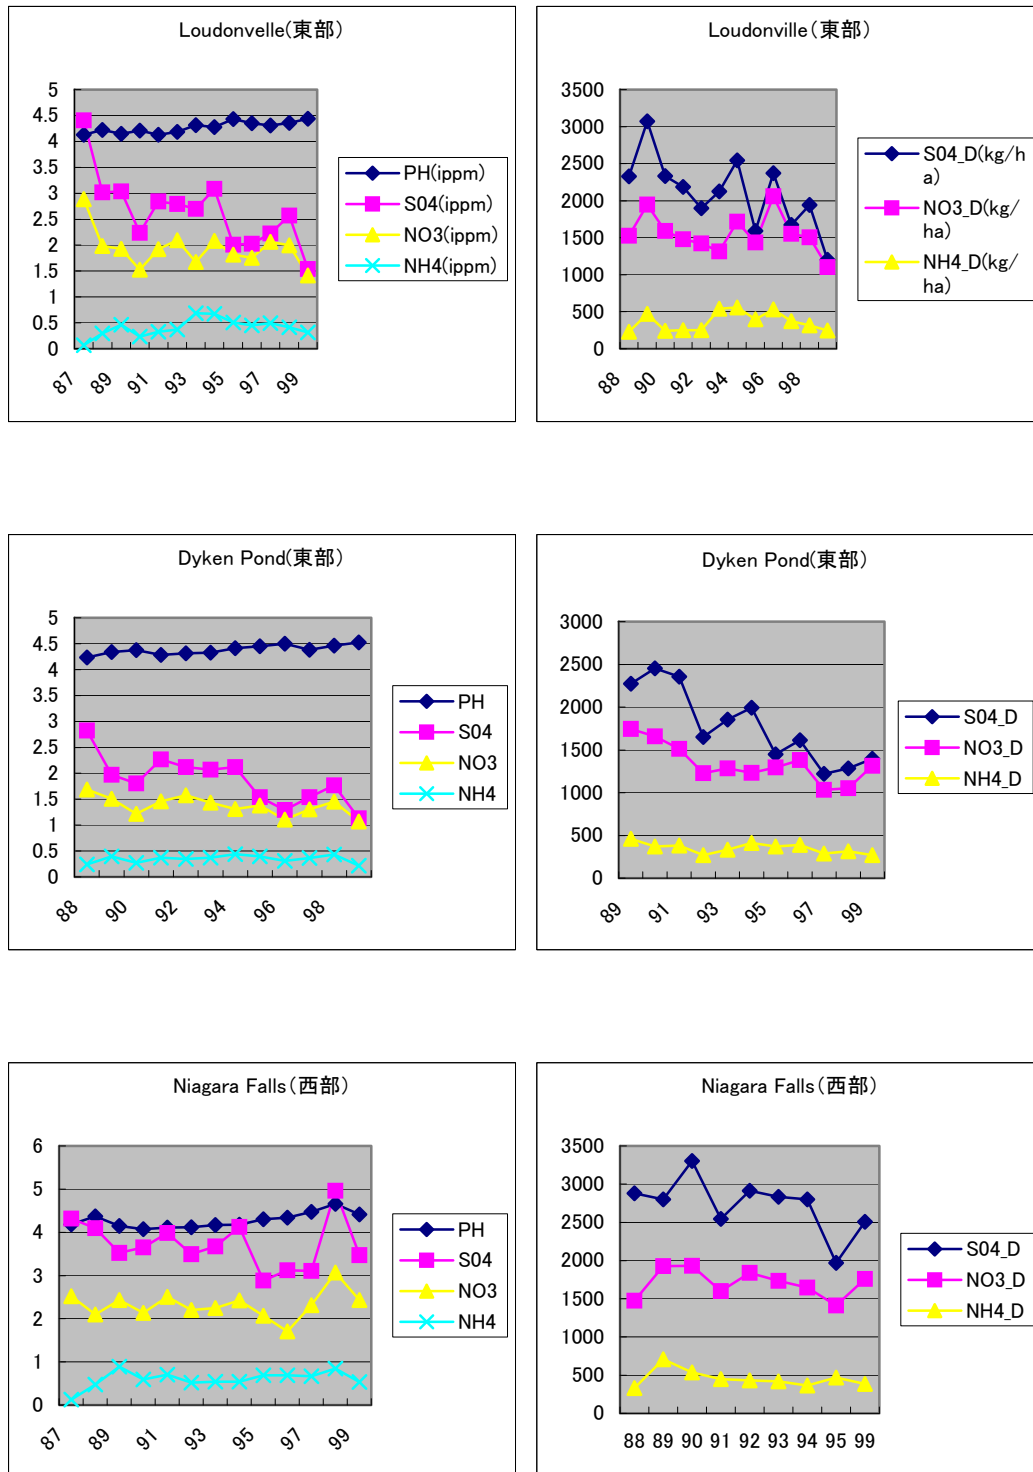 Loudonvelle(東部)
5
4.5
4
3.5
3
2.5
2
1.5
1
0.5
0
87
89
91
93
95
97
99
PH(ippm)
S04(ippm)
NO3(ippm)
NH4(ippm)
Loudonville(東部)
3500
3000
2500
2000
1500
1000
500
0
88
90
92
94
96
98
S04_D(kg/h
a)
NO3_D(kg/
ha)
NH4_D(kg/
ha)
Dyken Pond(東部)
5
4.5
4
3.5
3
2.5
2
1.5
1
0.5
0
88
90
92
94
96
98
PH
S04
NO3
NH4
Dyken Pond(東部)
3000
2500
2000
1500
1000
500
0
89
91
93
95
97
99
S04_D
NO3_D
NH4_D
Niagara Falls(西部)
6
5
4
3
2
1
0
87
89
91
93
95
97
99
PH
S04
NO3
NH4
Niagara Falls(西部)
3500
3000
2500
2000
1500
1000
500
0
88 89 90 91 92 93 94 95 99
S04_D
NO3_D
NH4_D